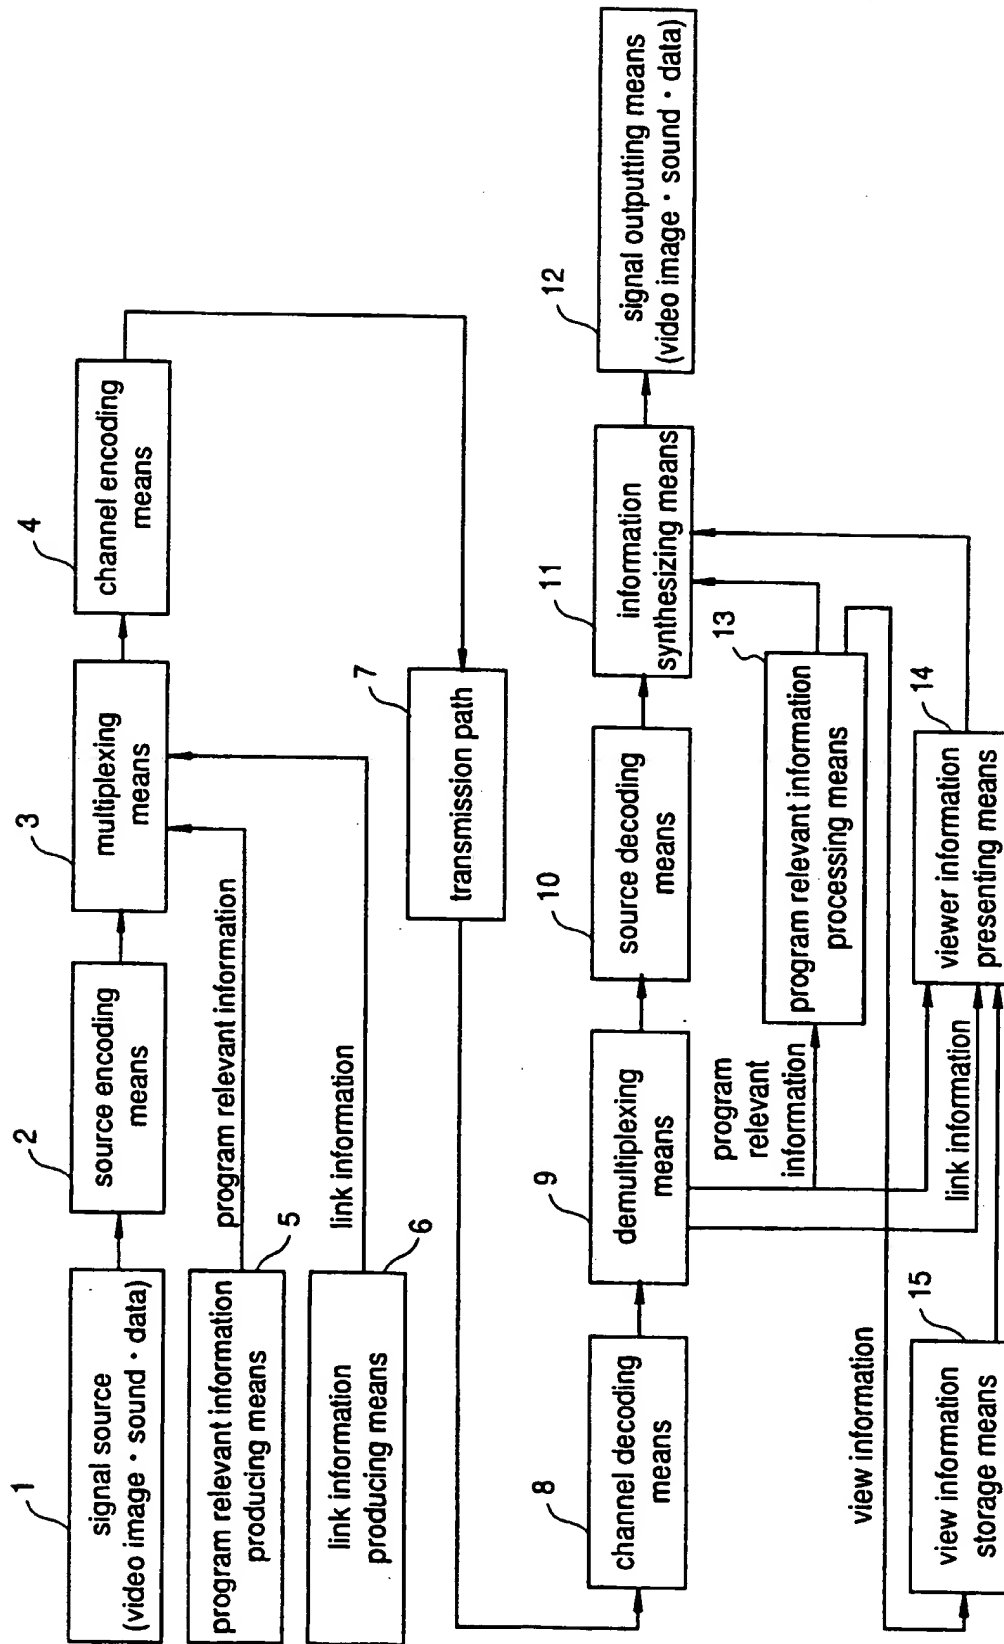 1
signal source
(video image・sound・data)
2
source encoding
means
3
multiplexing
means
4
channel encoding
means
program relevant information
5
program relevant information
producing means
link information
6
link information
producing means
7
transmission path
8
channel decoding
means
9
demultiplexing
means
10
source decoding
means
11
information
synthesizing means
12
signal outputting means
(video image・sound・data)
program
relevant
information
13
program relevant information
processing means
link information
14
viewer information
presenting means
view information
15
view information
storage means